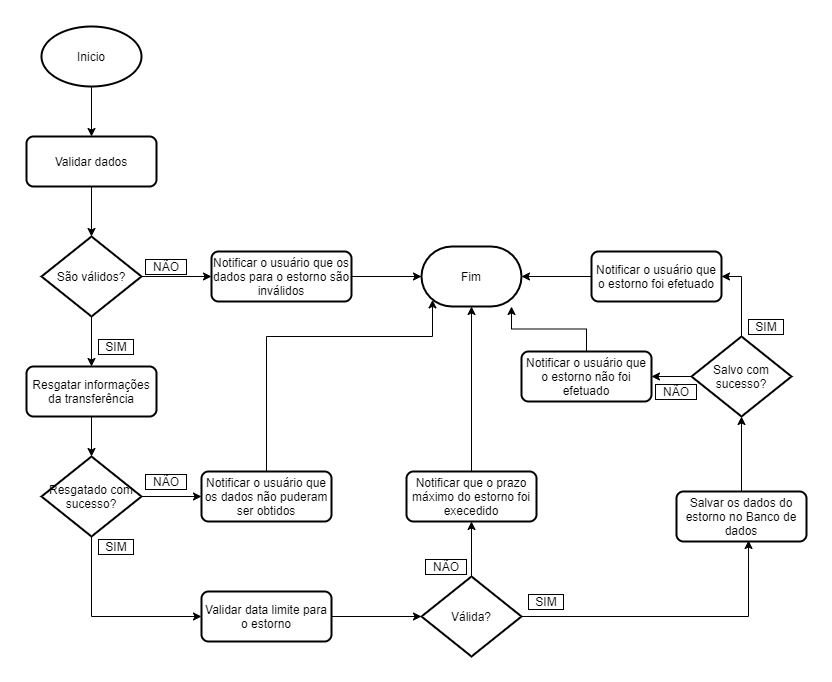 Inicio
Validar dados
São válidos?
NÃO
Notificar o usuário que os
dados para o estorno são
inválidos
Fim
Notificar o usuário que
o estorno foi efetuado
SIM
SIM
Resgatar informações
da transferência
Notificar o usuário que
o estorno não foi
efetuado
NÃO
Salvo com
sucesso?
Resgatado com
sucesso?
NÃO
Notificar o usuário que
os dados não puderam
ser obtidos
Notificar que o prazo
máximo do estorno foi
execedido
Salvar os dados do
estorno no Banco de
dados
SIM
NÃO
Validar data limite para
o estorno
Válida?
SIM